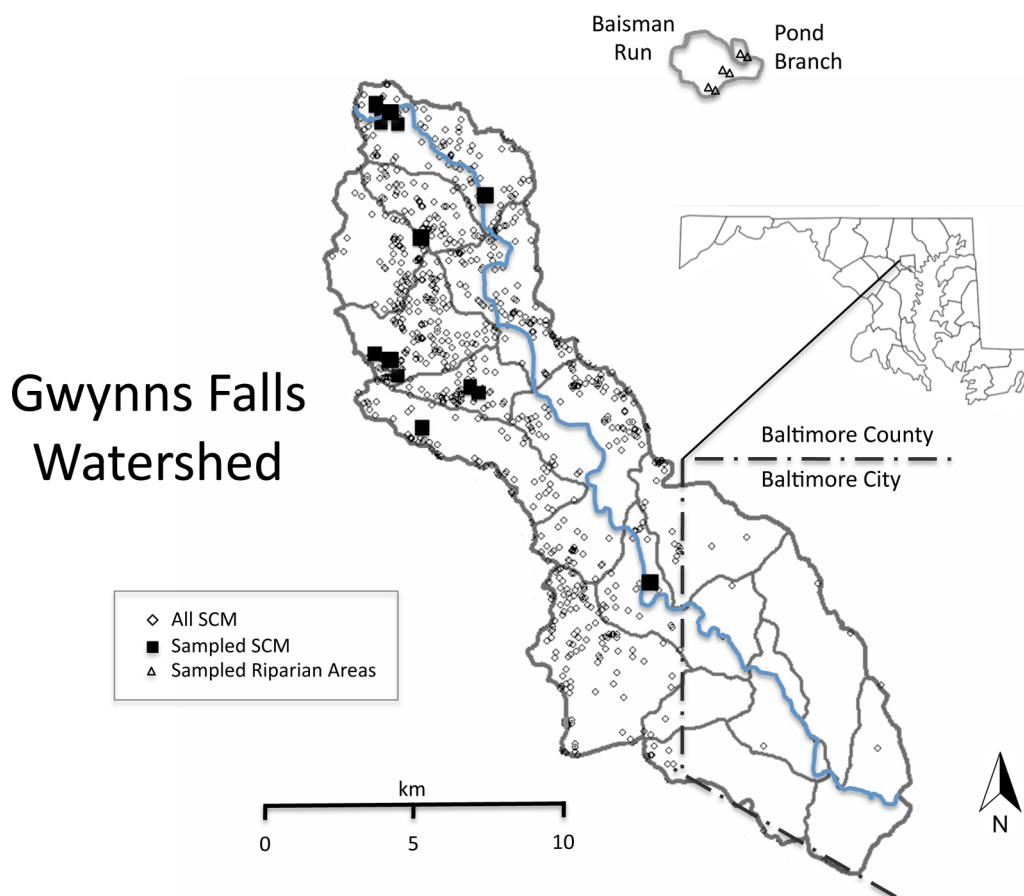 Baisman
Run
Pond
Branch
Gwynns Falls
Watershed
Baltimore County
Baltimore City
All SCM
Sampled SCM
Sampled Riparian Areas
km
0 5 10
N